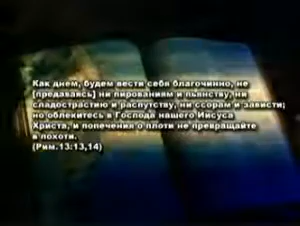 Как днем, будем вести себя благочинно, не
[предаваясь] ни пированиям и пьянству, ни
сладострастию и распутству, ни ссорам и зависти;
но облекитесь в Господа нашего Иисуса
Христа, и попечения о плоти не превращайте
в похоти.
(Рим.13:13,14)